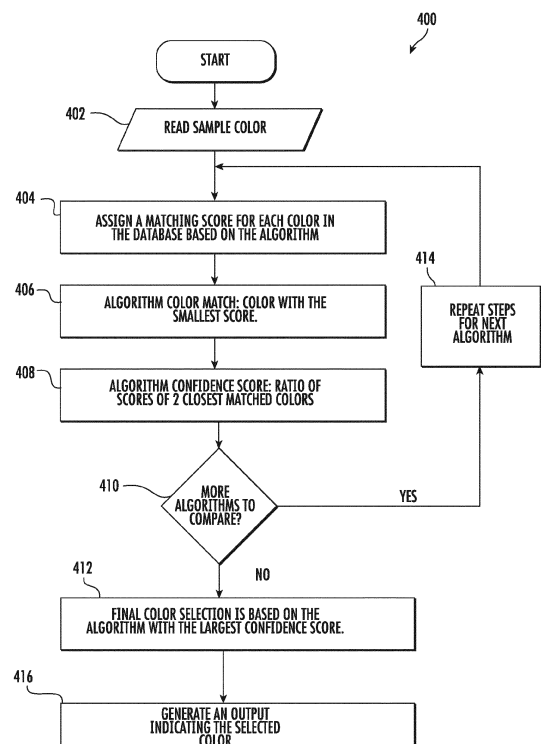 400
START
402
READ SAMPLE COLOR
404
ASSIGN A MATCHING SCORE FOR EACH COLOR IN
THE DATABASE BASED ON THE ALGORITHM
414
406
ALGORITHM COLOR MATCH: COLOR WITH THE
SMALLEST SCORE.
REPEAT STEPS
FOR NEXT
ALGORITHM
408
ALGORITHM CONFIDENCE SCORE: RATIO OF
SCORES OF 2 CLOSEST MATCHED COLORS
410
MORE
ALGORITHMS TO
COMPARE?
YES
NO
412
FINAL COLOR SELECTION IS BASED ON THE
ALGORITHM WITH THE LARGEST CONFIDENCE SCORE.
416
GENERATE AN OUTPUT
INDICATING THE SELECTED
COLOR